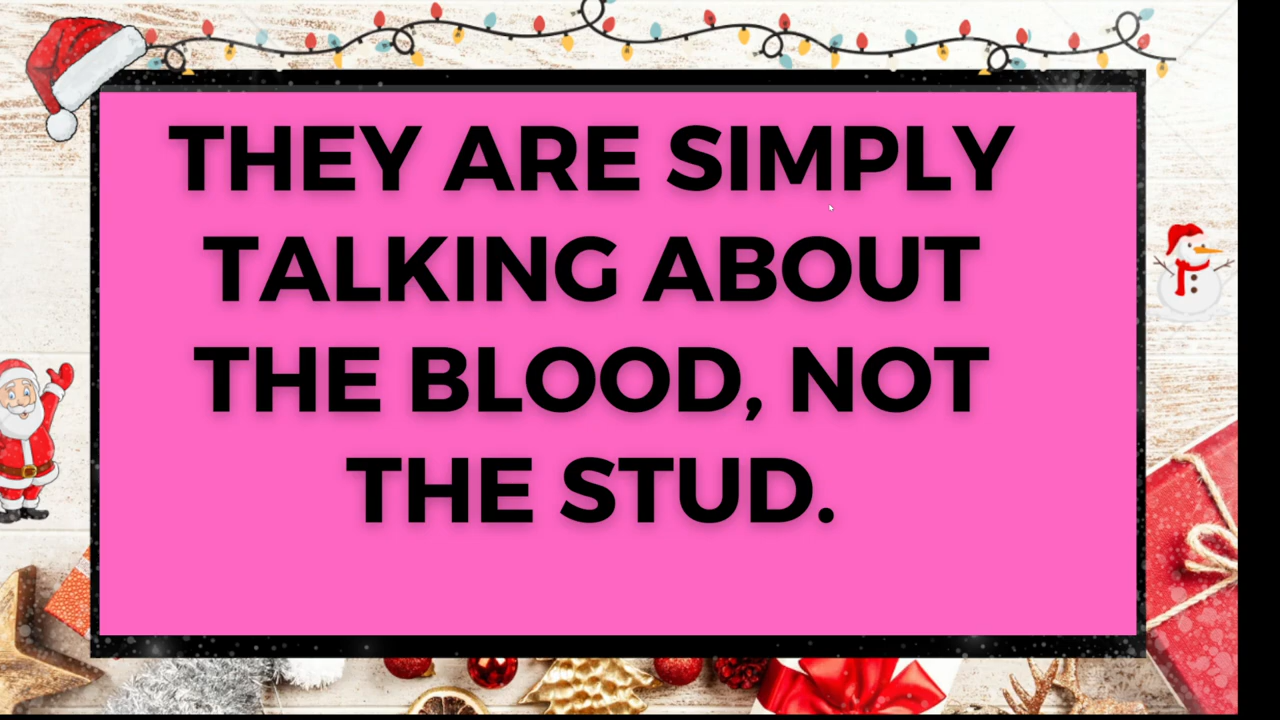 THEY ARE SIMPLY
TALKING ABOUT
THE BLOOD, NOT
THE STUD.